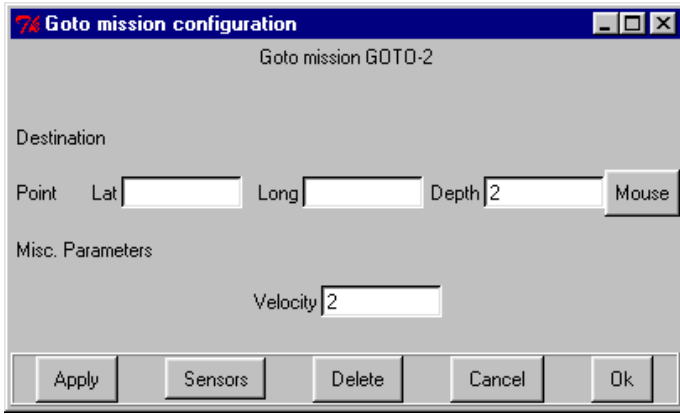 Goto mission configuration
Goto mission GOTO-2
Destination
Point Lat Long Depth 2 Mouse
Misc. Parameters
Velocity 2
Apply Sensors Delete Cancel Ok